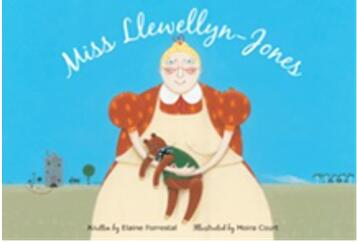 Miss Llewellyn-Jones
Written by Elaine Forrestal Illustrated by Moira Court